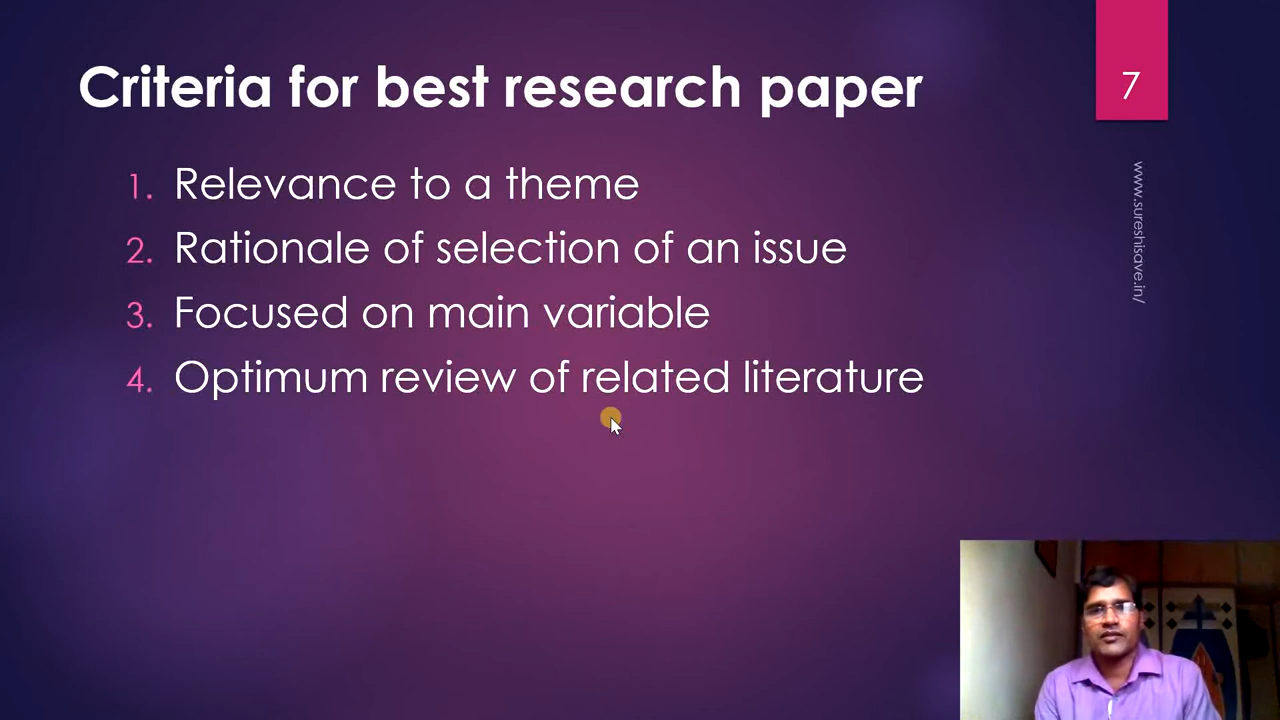 Criteria for best research paper
7
1. Relevance to a theme
2. Rationale of selection of an issue
3. Focused on main variable
4. Optimum review of related literature
www.sureshisave.in/